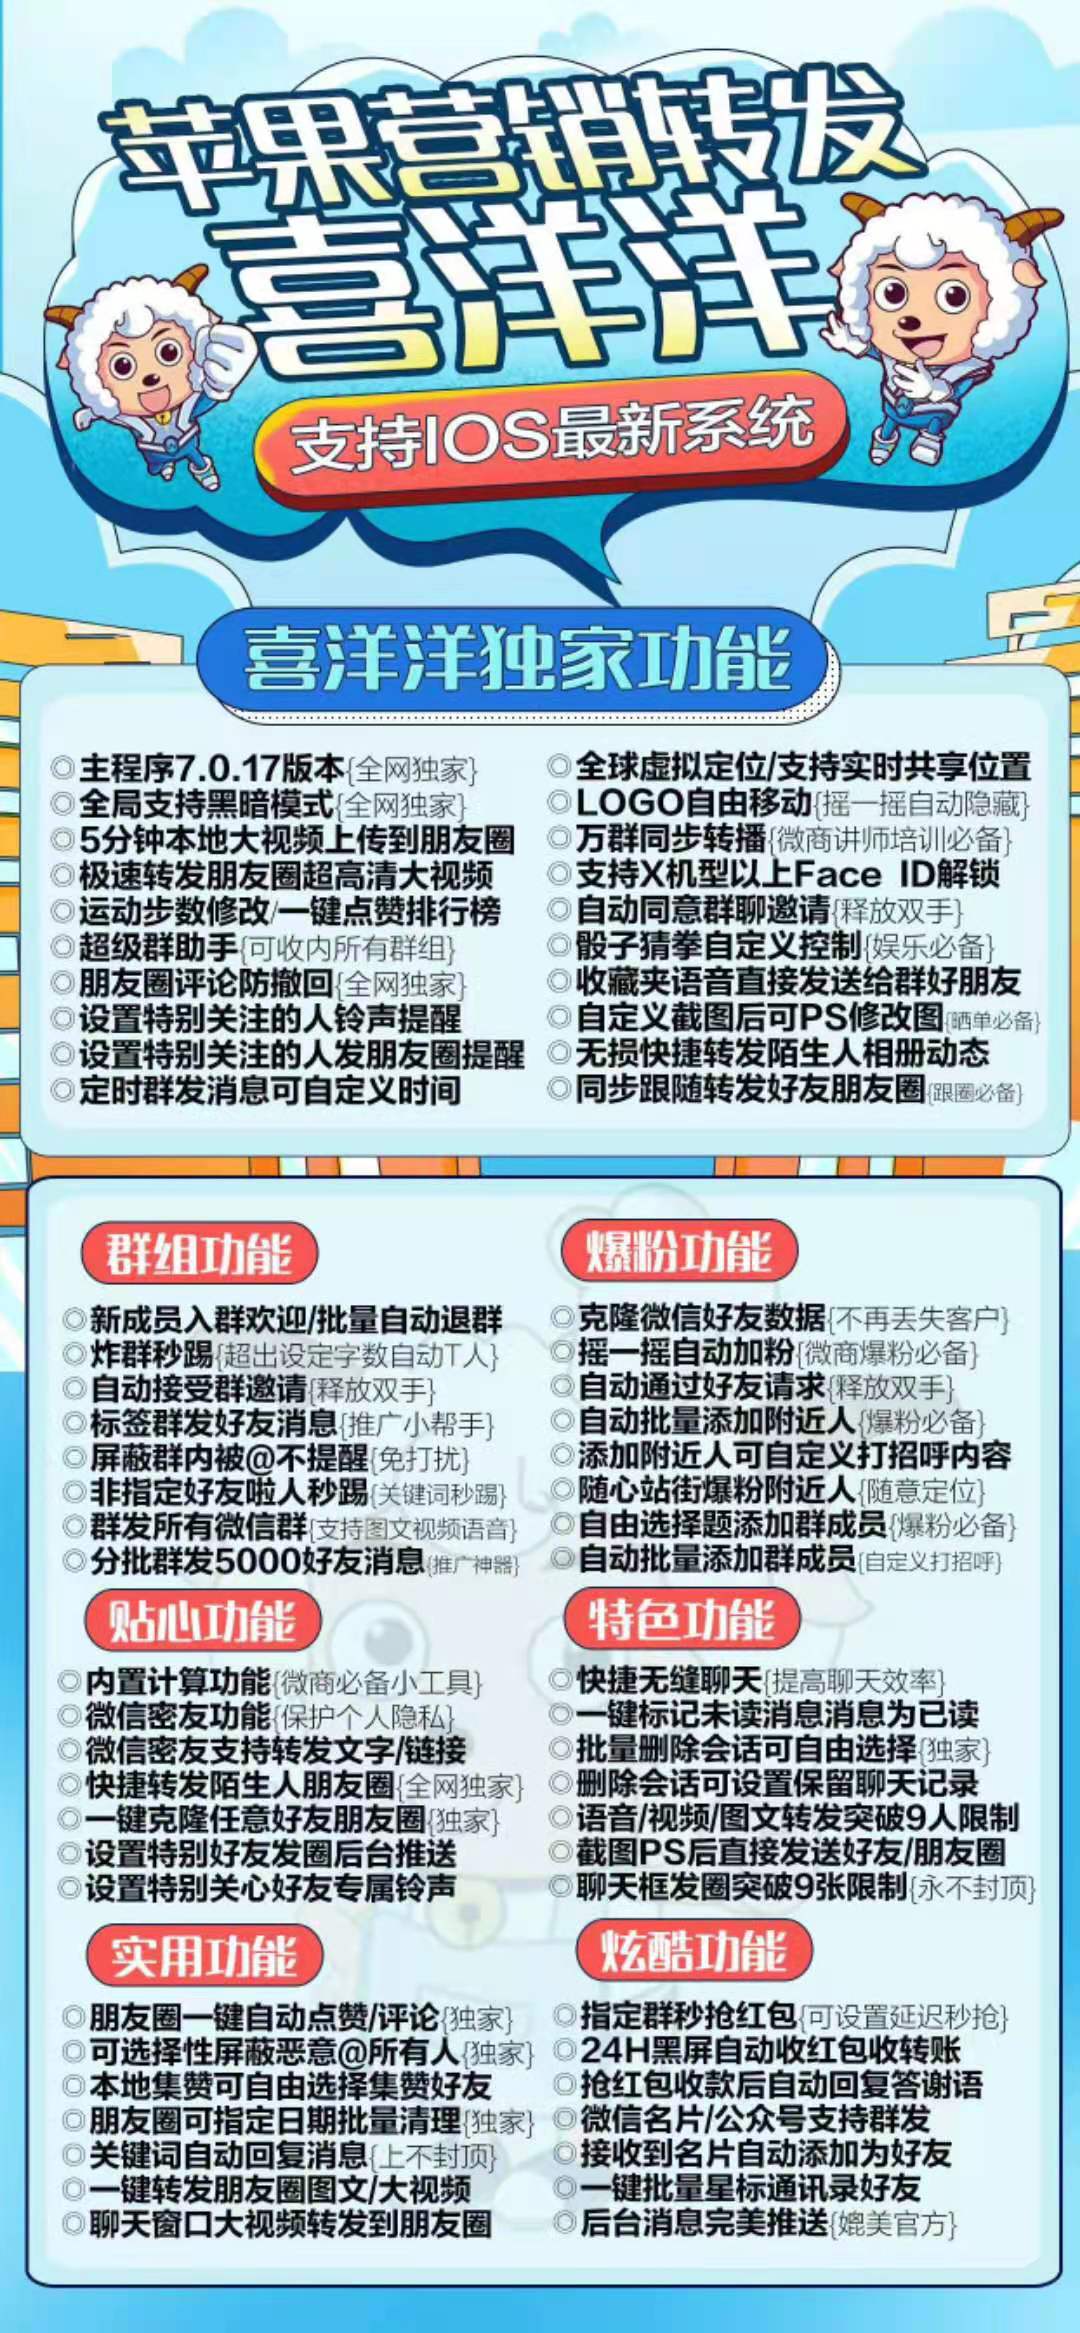 苹果营销转发
喜洋洋
支持IOS最新系统
喜洋洋独家功能
◎主程序7.0.17版本{全网独家}
◎全局支持黑暗模式{全网独家}
◎5分钟本地大视频上传到朋友圈
◎极速转发朋友圈超高清大视频
◎运动步数修改/一键点赞排行榜
◎超级群助手{可收内所有群组}
◎朋友圈评论防撤回{全网独家}
◎设置特别关注的人铃声提醒
◎设置特别关注的人发朋友圈提醒
◎定时群发消息可自定义时间
◎全球虚拟定位/支持实时共享位置
◎LOGO自由移动{摇一摇自动隐藏}
◎万群同步转播{微商讲师培训必备}
◎支持X机型以上Face ID解锁
◎自动同意群聊邀请{释放双手}
◎骰子猜拳自定义控制{娱乐必备}
◎收藏夹语音直接发送给群好朋友
◎自定义截图后可PS修改图{晒单必备}
◎无损快捷转发陌生人相册动态
◎同步跟随转发好友朋友圈{跟圈必备}
群组功能
◎新成员入群欢迎/批量自动退群
◎炸群秒踢{超出设定字数自动T人}
◎自动接受群邀请{释放双手}
◎标签群发好友消息{推广小帮手}
◎屏蔽群内被@不提醒{免打扰}
◎非指定好友啦人秒踢{关键词秒踢}
◎群发所有微信群{支持图文视频语音}
◎分批群发5000好友消息{推广神器}
爆粉功能
◎克隆微信好友数据{不再丢失客户}
◎摇一摇自动加粉{微商爆粉必备}
◎自动通过好友请求{释放双手}
◎自动批量添加附近人{爆粉必备}
◎添加附近人可自定义打招呼内容
◎随心站街爆粉附近人{随意定位}
◎自由选择题添加群成员{爆粉必备}
◎自动批量添加群成员{自定义打招呼}
贴心功能
◎内置计算功能{微商必备小工具}
◎微信密友功能{保护个人隐私}
◎微信密友支持转发文字/链接
◎快捷转发陌生人朋友圈{全网独家}
◎一键克隆任意好友朋友圈{独家}
◎设置特别好友发圈后台推送
◎设置特别关心好友专属铃声
特色功能
◎快捷无缝聊天{提高聊天效率}
◎一键标记未读消息消息为已读
◎批量删除会话可自由选择{独家}
◎删除会话可设置保留聊天记录
◎语音/视频/图文转发突破9人限制
◎截图PS后直接发送好友/朋友圈
◎聊天框发圈突破9张限制{永不封顶}
实用功能
◎朋友圈一键自动点赞/评论{独家}
◎可选择性屏蔽恶意@所有人{独家}
◎本地集赞可自由选择集赞好友
◎朋友圈可指定日期批量清理{独家}
◎关键词自动回复消息{上不封顶}
◎一键转发朋友圈图文/大视频
◎聊天窗口大视频转发到朋友圈
炫酷功能
◎指定群秒抢红包{可设置延迟秒抢}
◎24H黑屏自动收红包收转账
◎抢红包收款后自动回复答谢语
◎微信名片/公众号支持群发
◎接收到名片自动添加为好友
◎一键批量星标通讯录好友
◎后台消息完美推送{媲美官方}